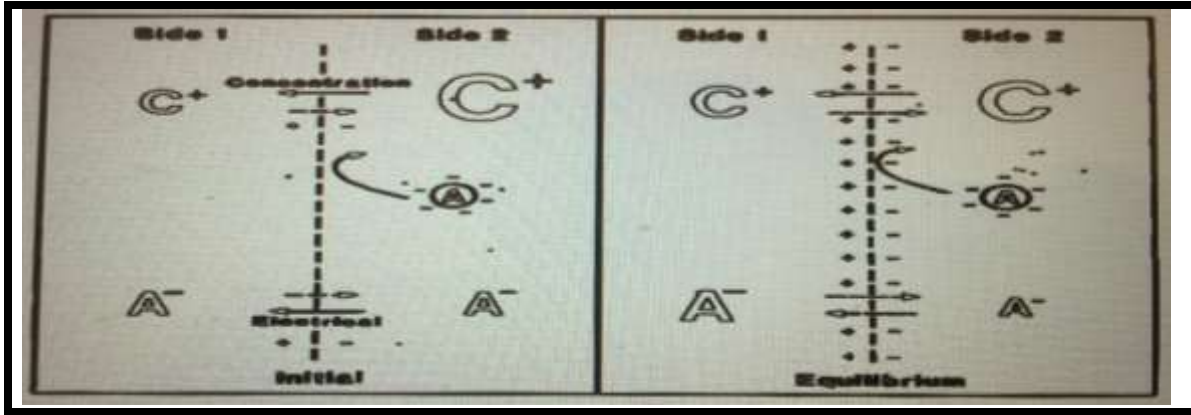 Side 1 Side 2
Concentration
C+ C+
+ -
A
A- A-
Electrical
+ -
Initial
Side 1 Side 2
C+ C+
A
A- A-
Equilibrium